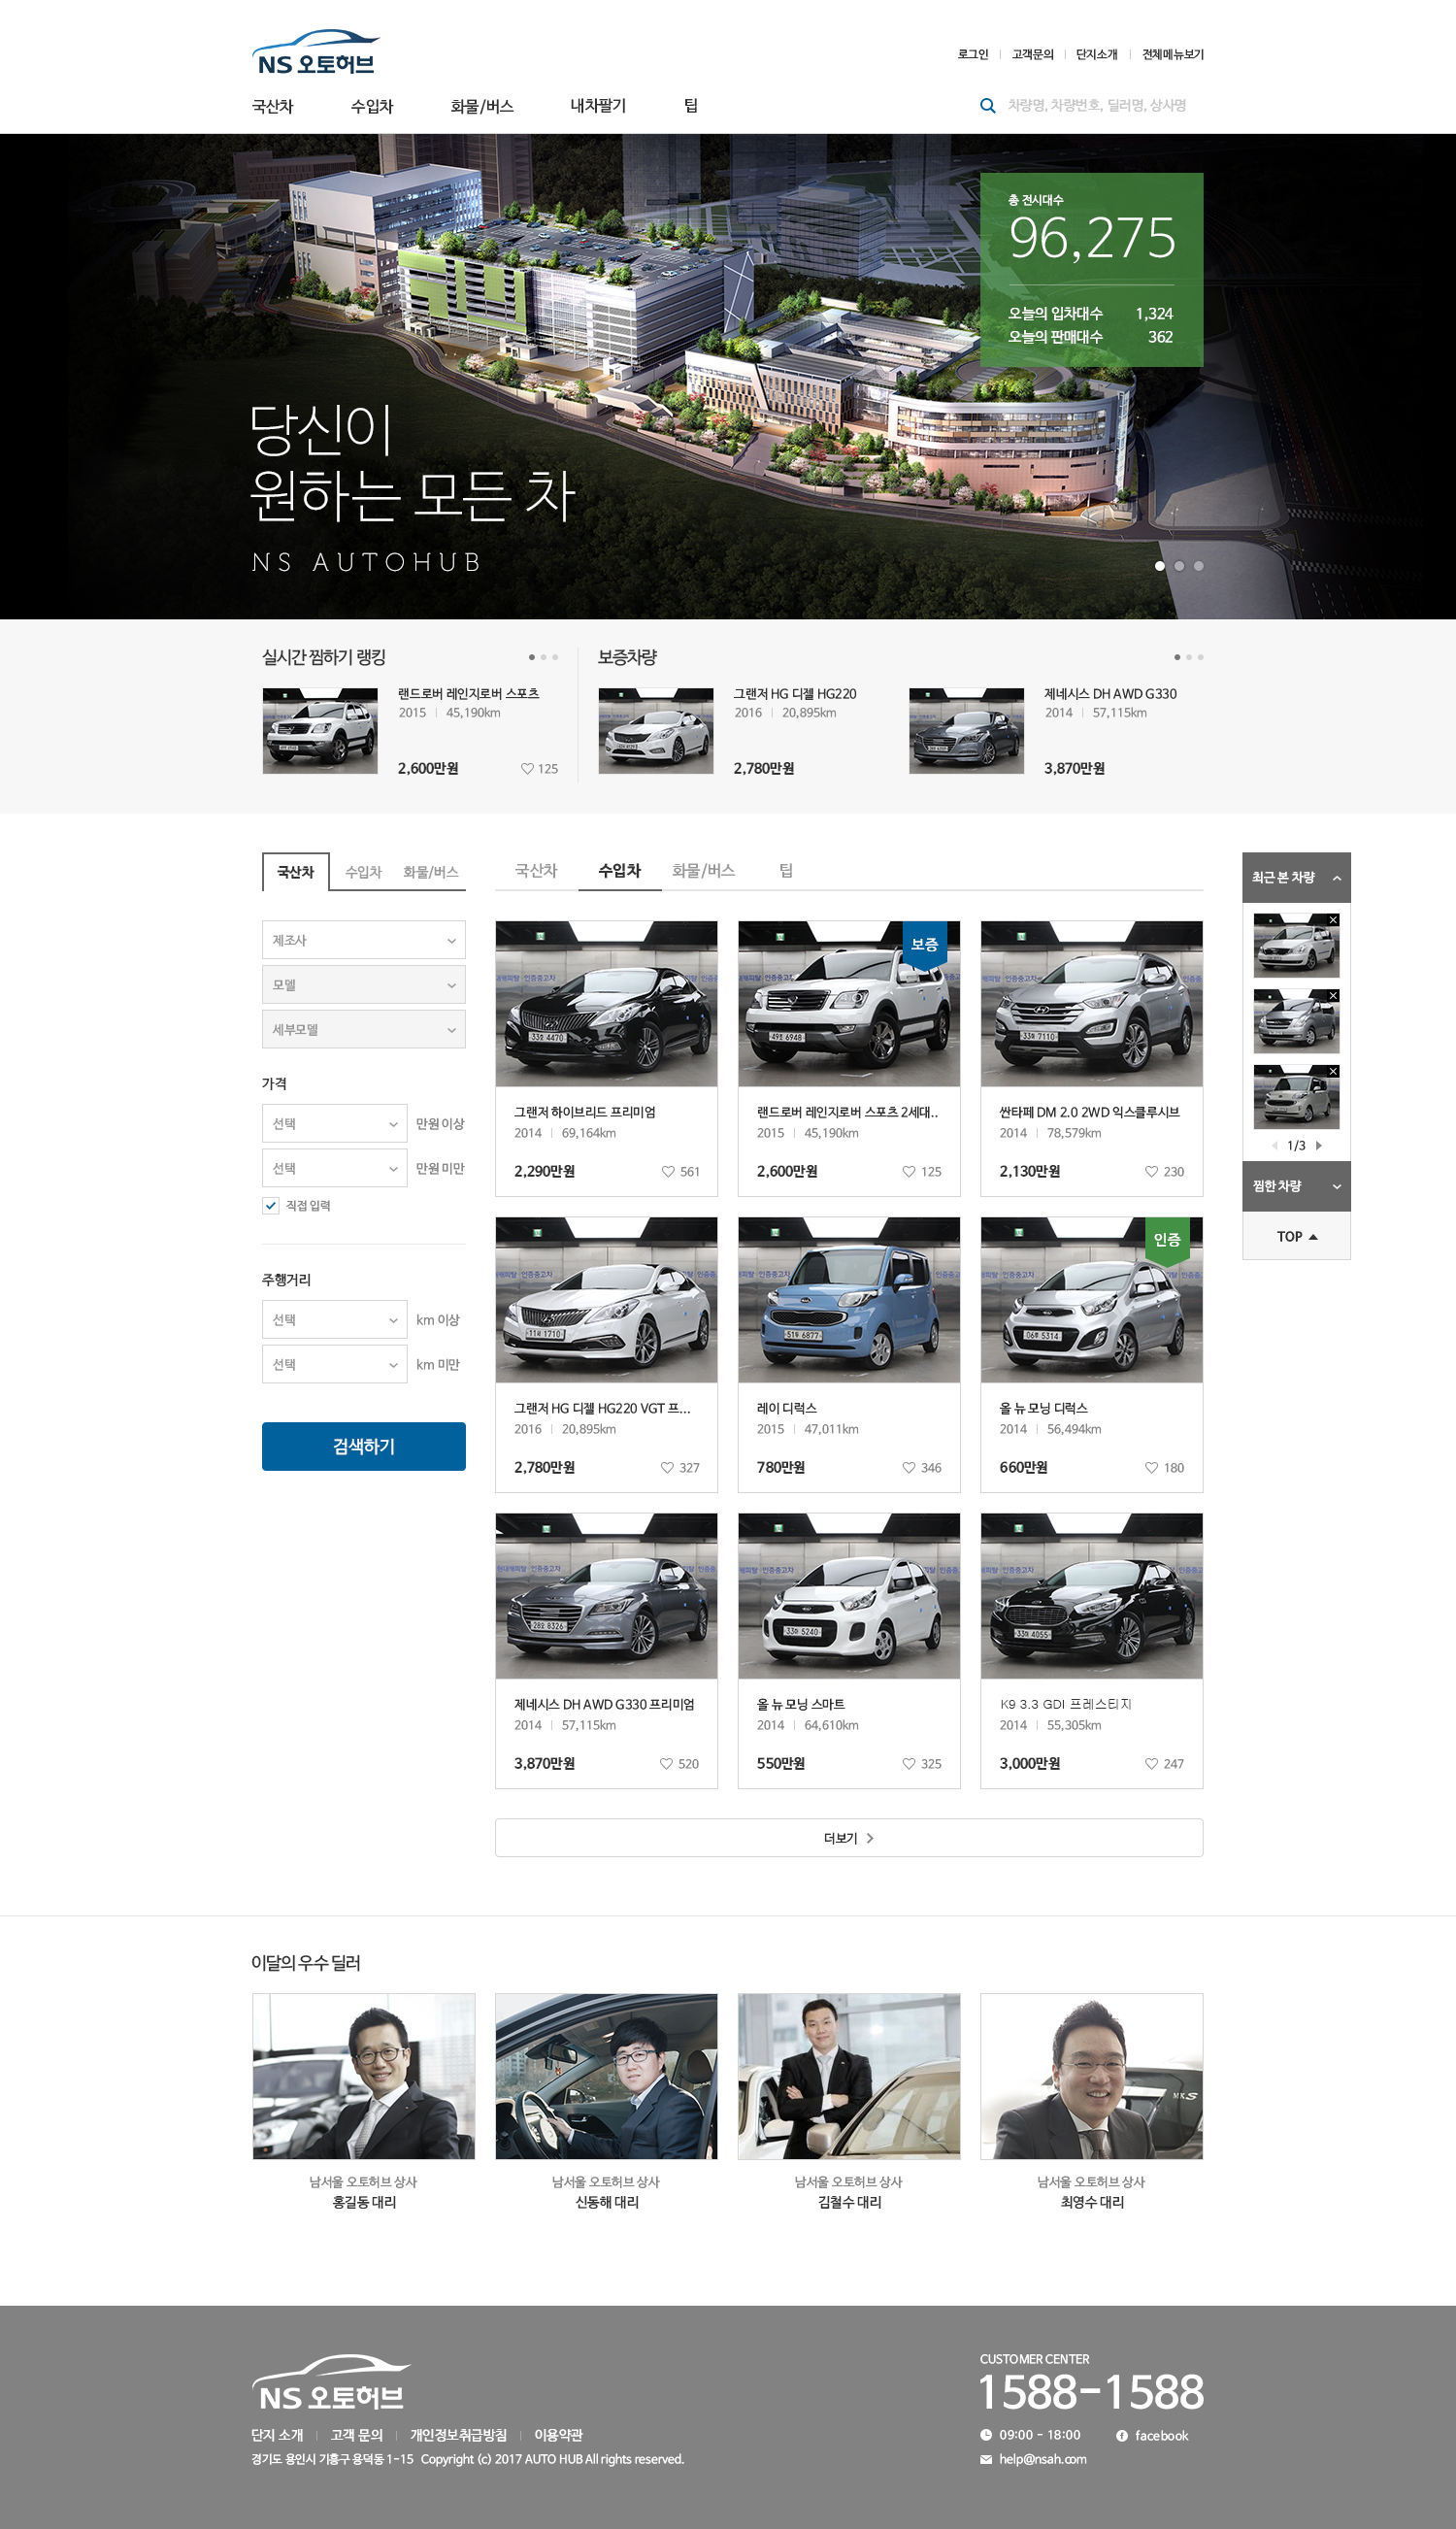 NS 오토허브
로그인
고객문의
단지소개
전체메뉴보기
국산차
수입차
화물/버스
내차팔기
팁
차량명, 차량번호, 딜러명, 상사명
총 전시대수
96,275
오늘의 입차대수 1,324
오늘의 판매대수 362
당신이
원하는 모든 차
NS AUTOHUB
실시간 찜하기 랭킹
랜드로버 레인지로버 스포츠
2015 45,190km
2,600만원 125
보증차량
그랜저 HG 디젤 HG220
2016 20,895km
2,780만원
제네시스 DH AWD G330
2014 57,115km
3,870만원
국산차 수입차 화물/버스
제조사
모델
세부모델
가격
선택 만원 이상
선택 만원 미만
직접 입력
주행거리
선택 km 이상
선택 km 미만
검색하기
국산차 수입차 화물/버스 팁
33고 4470
그랜저 하이브리드 프리미엄
2014 69,164km
2,290만원 561
보증
랜드로버 레인지로버 스포츠 2세대..
2015 45,190km
2,600만원 125
싼타페 DM 2.0 2WD 익스클루시브
2014 78,579km
2,130만원 230
그랜저 HG 디젤 HG220 VGT 프...
2016 20,895km
2,780만원 327
레이 디럭스
2015 47,011km
780만원 346
인증
올 뉴 모닝 디럭스
2014 56,494km
660만원 180
제네시스 DH AWD G330 프리미엄
2014 57,115km
3,870만원 520
올 뉴 모닝 스마트
2014 64,610km
550만원 325
K9 3.3 GDI 프레스티지
2014 55,305km
3,000만원 247
더보기
최근 본 차량
1/3
찜한 차량
TOP
이달의 우수 딜러
남서울 오토허브 상사
홍길동 대리
남서울 오토허브 상사
신동해 대리
남서울 오토허브 상사
김철수 대리
남서울 오토허브 상사
최영수 대리
NS 오토허브
단지 소개 고객 문의 개인정보취급방침 이용약관
경기도 용인시 기흥구 용덕동 1-15 Copyright (c) 2017 AUTO HUB All rights reserved.
CUSTOMER CENTER
1588-1588
09:00 - 18:00
facebook
help@nsah.com